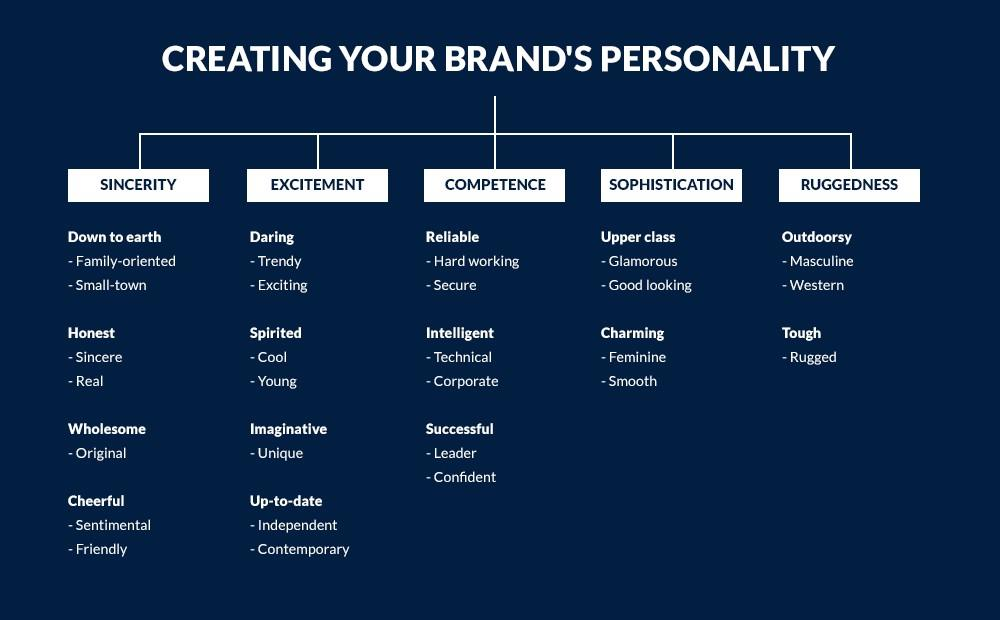 CREATING YOUR BRAND'S PERSONALITY
SINCERITY
Down to earth
- Family-oriented
- Small-town
Honest
- Sincere
- Real
Wholesome
- Original
Cheerful
- Sentimental
- Friendly
EXCITEMENT
Daring
- Trendy
- Exciting
Spirited
- Cool
- Young
Imaginative
- Unique
Up-to-date
- Independent
- Contemporary
COMPETENCE
Reliable
- Hard working
- Secure
Intelligent
- Technical
- Corporate
Successful
- Leader
- Confident
SOPHISTICATION
Upper class
- Glamorous
- Good looking
Charming
- Feminine
- Smooth
RUGGEDNESS
Outdoorsy
- Masculine
- Western
Tough
- Rugged